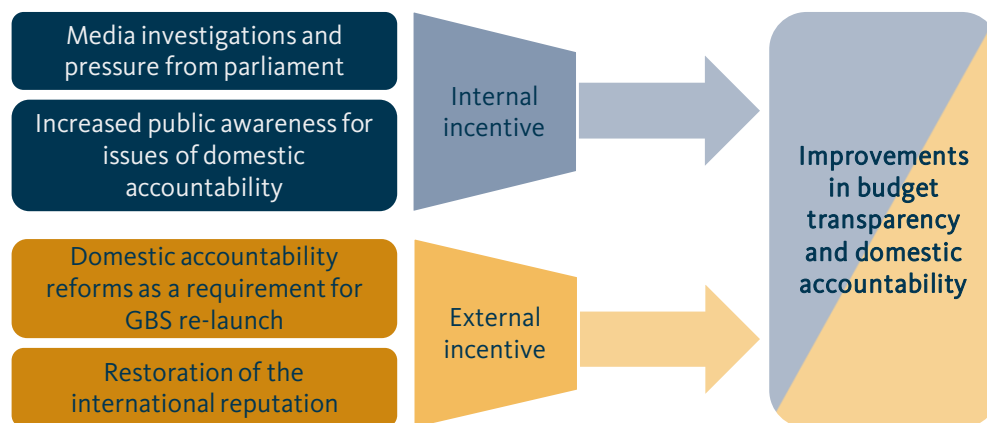 Media investigations and
pressure from parliament
Increased public awareness for
issues of domestic
accountability
Internal
incentive
Domestic accountability
reforms as a requirement for
GBS re-launch
Restoration of the
international reputation
External
incentive
Improvements
in budget
transparency
and domestic
accountability